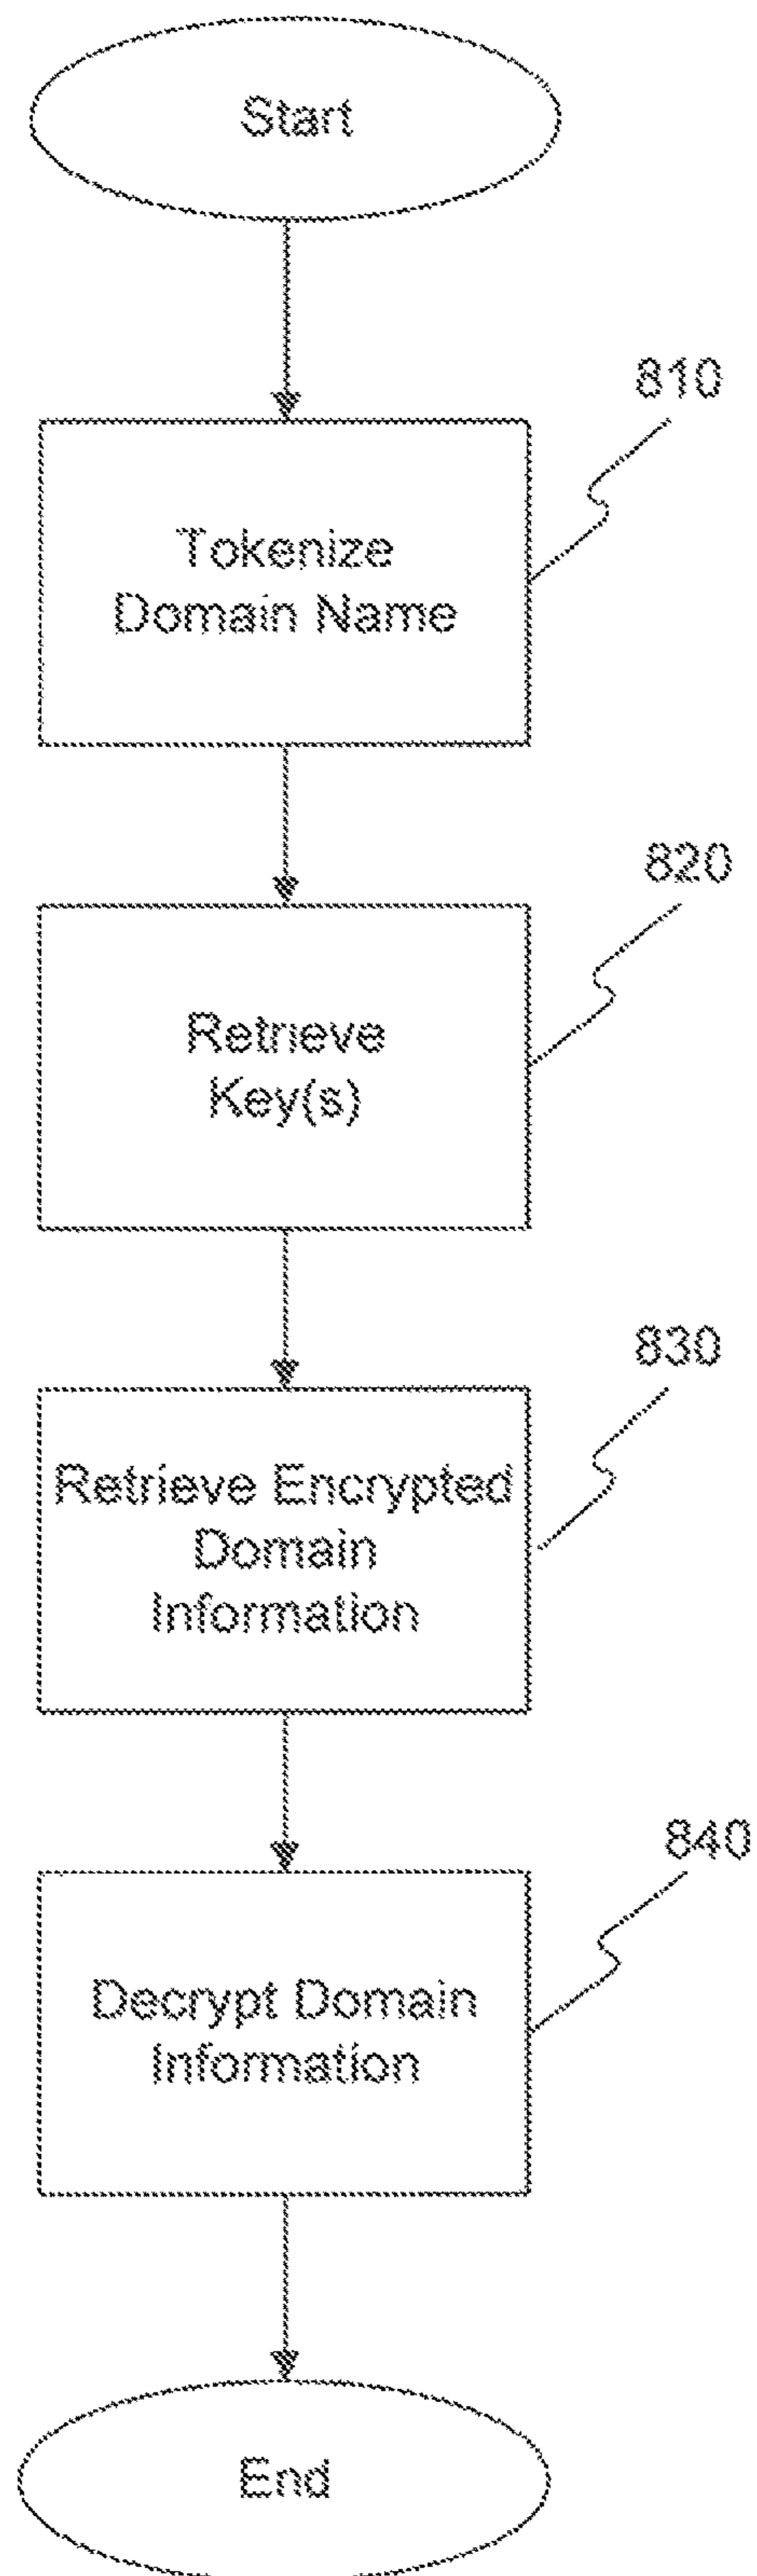 Start
810
Tokenize
Domain Name
820
Retrieve
Key(s)
830
Retrieve Encrypted
Domain
Information
840
Decrypt Domain
Information
End